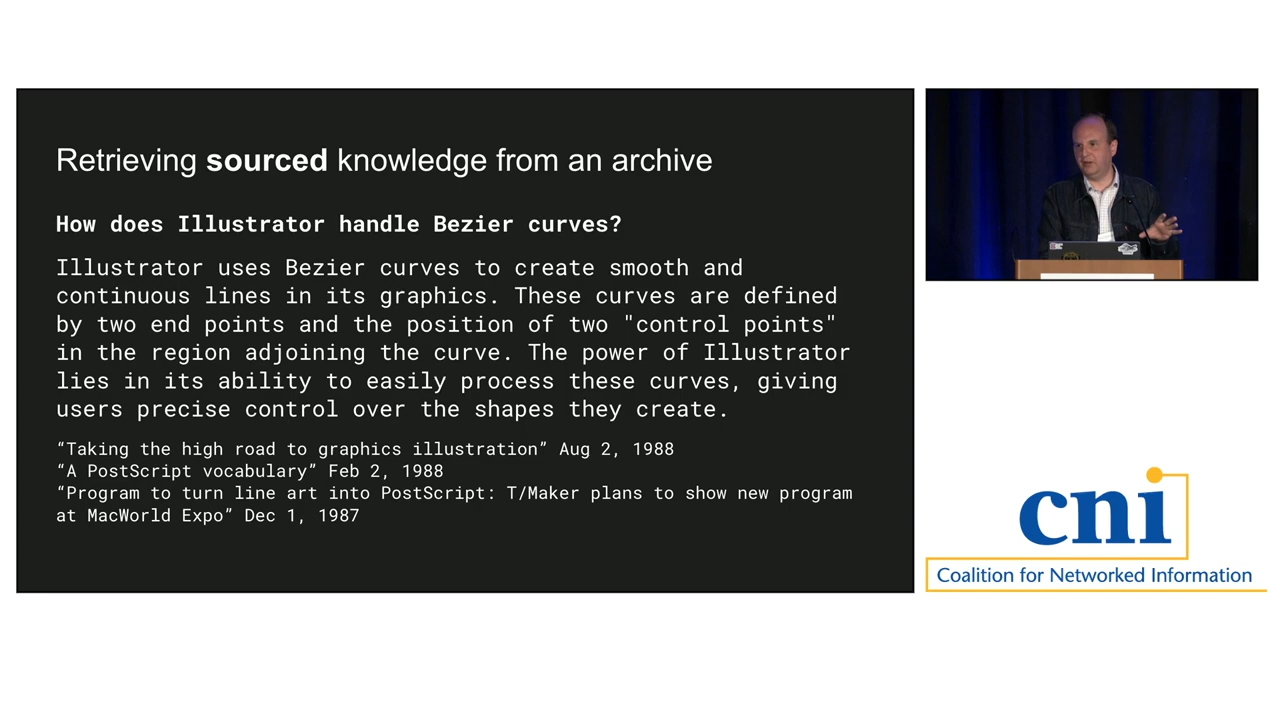 Retrieving sourced knowledge from an archive
How does Illustrator handle Bezier curves?
Illustrator uses Bezier curves to create smooth and
continuous lines in its graphics. These curves are defined
by two end points and the position of two "control points"
in the region adjoining the curve. The power of Illustrator
lies in its ability to easily process these curves, giving
users precise control over the shapes they create.
“Taking the high road to graphics illustration” Aug 2, 1988
“A PostScript vocabulary” Feb 2, 1988
“Program to turn line art into PostScript: T/Maker plans to show new program
at MacWorld Expo” Dec 1, 1987
cni
Coalition for Networked Information